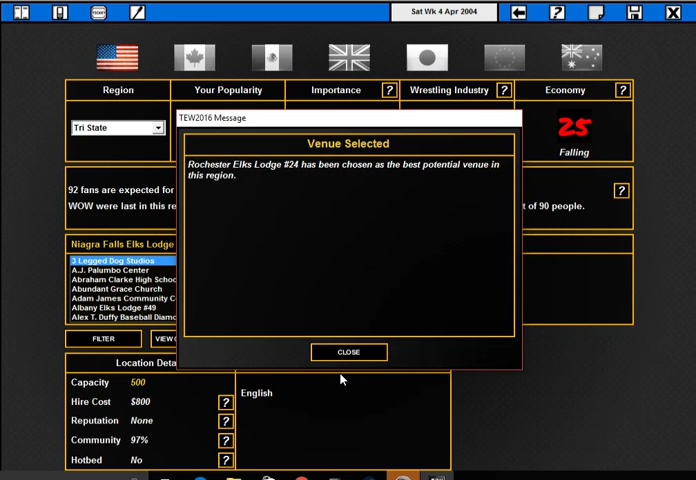 Sat Wk 4 Apr 2004
Region
Your Popularity
Importance
?
Wrestling Industry
?
Economy
?
Tri State
25
Falling
TEW2016 Message
Venue Selected
Rochester Elks Lodge #24 has been chosen as the best potential venue in
this region.
CLOSE
92 fans are expected for
?
WOW were last in this re
t of 90 people.
Niagra Falls Elks Lodge
3 Legged Dog Studios
A.J. Palumbo Center
Abraham Clarke High Schoo
Abundant Grace Church
Adam James Community C
Albany Elks Lodge #49
Alex T. Duffy Baseball Diamo
FILTER
VIEW
Location Deta
Capacity 500
Hire Cost $800 ?
Reputation None ?
Community 97% ?
Hotbed No ?
English